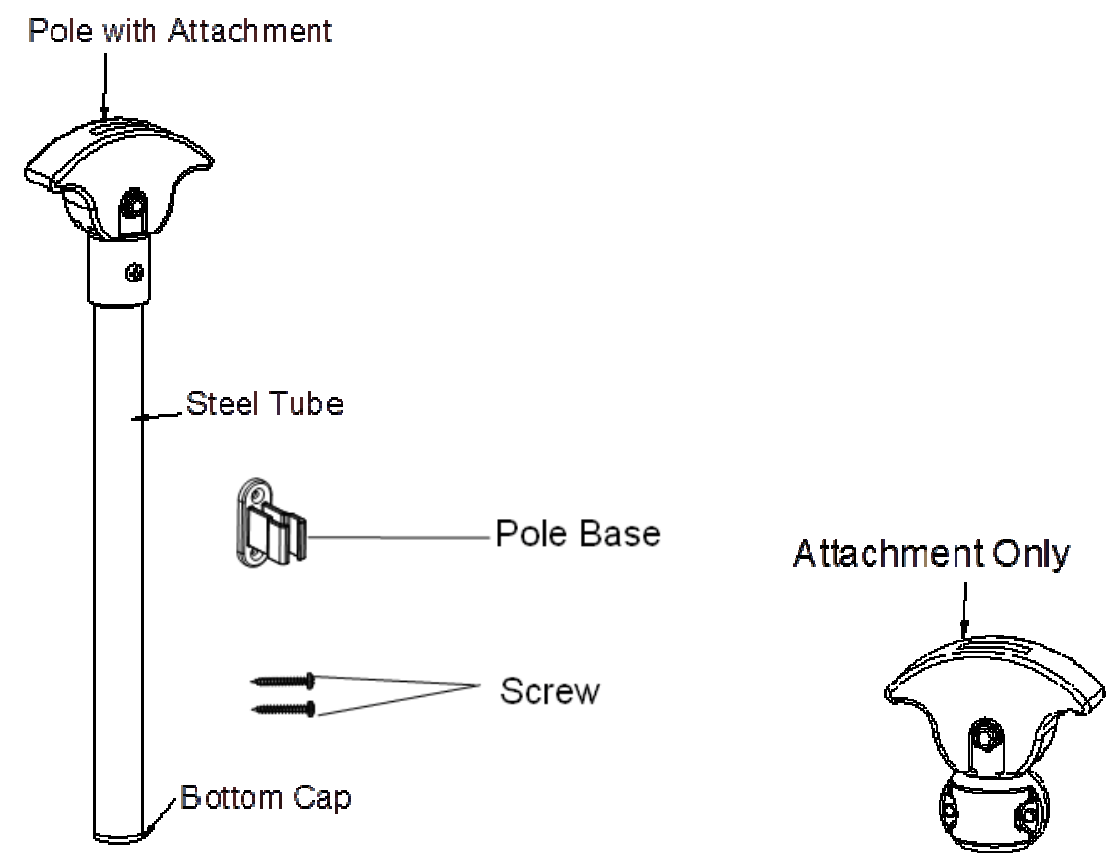 Pole with Attachment
Steel Tube
Pole Base
Attachment Only
Screw
Bottom Cap